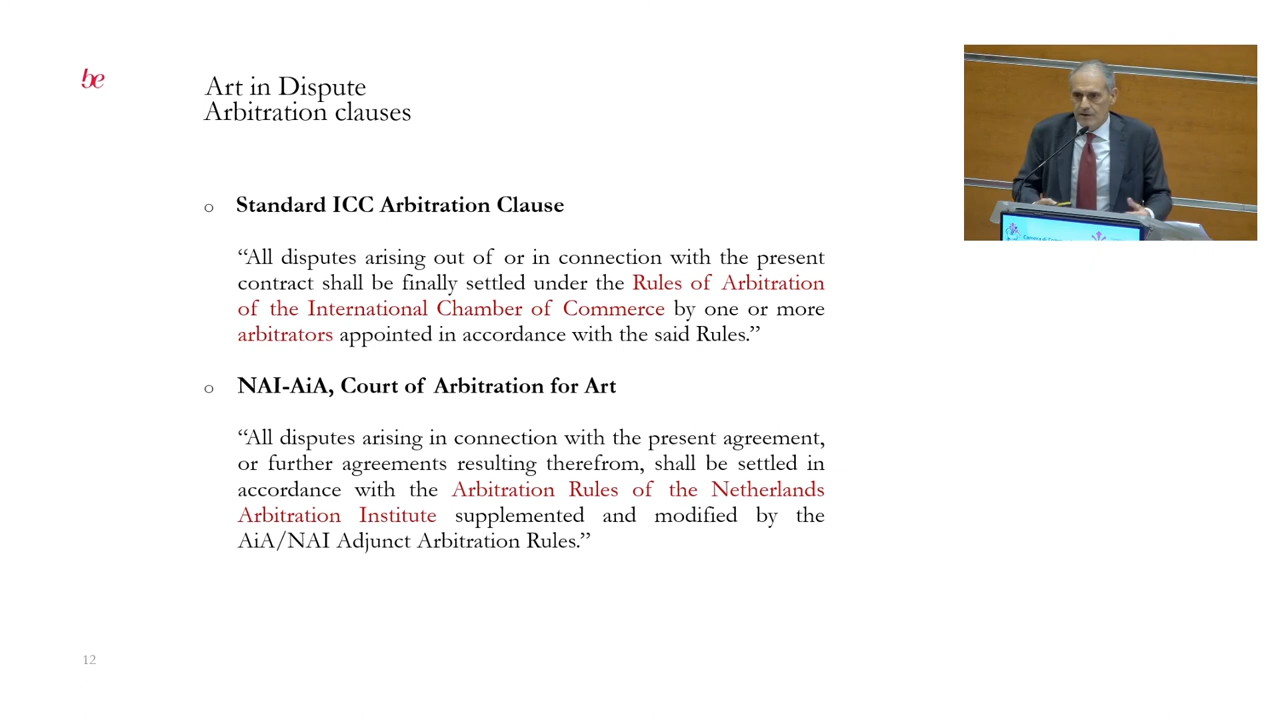 be
Art in Dispute
Arbitration clauses
Standard ICC Arbitration Clause
“All disputes arising out of or in connection with the present
contract shall be finally settled under the Rules of Arbitration
of the International Chamber of Commerce by one or more
arbitrators appointed in accordance with the said Rules.”
NAI-AiA, Court of Arbitration for Art
“All disputes arising in connection with the present agreement,
or further agreements resulting therefrom, shall be settled in
accordance with the Arbitration Rules of the Netherlands
Arbitration Institute supplemented and modified by the
AiA/NAI Adjunct Arbitration Rules.”
12